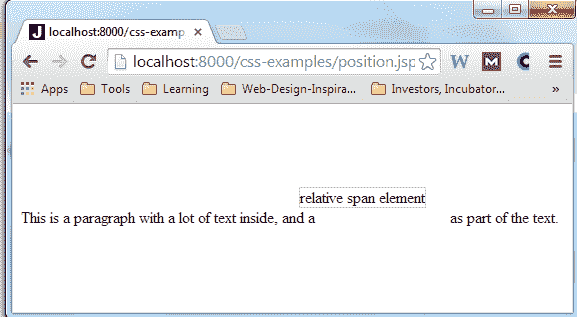 localhost:8000/css-examp
localhost:8000/css-examples/position.jsp
Apps Tools Learning Web-Design-Inspira... Investors, Incubator... »
relative span element
This is a paragraph with a lot of text inside, and a as part of the text.